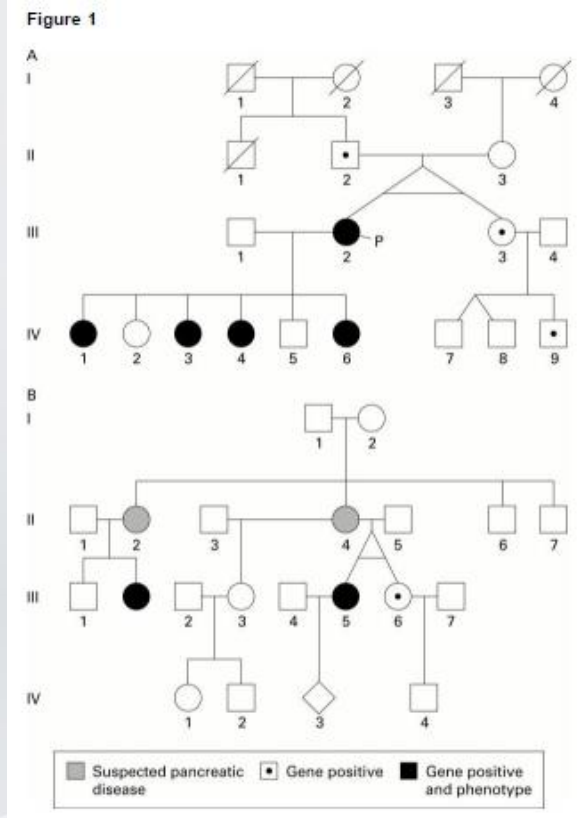 Figure 1
A
I
1 2 3 4
II
1 2 3
III
1 2 P 3 4
IV
1 2 3 4 5 6 7 8 9
B
I
1 2
II
1 2 3 4 5 6 7
III
1 2 3 4 5 6 7
IV
1 2 3 4
Suspected pancreatic Gene positive Gene positive
disease and phenotype